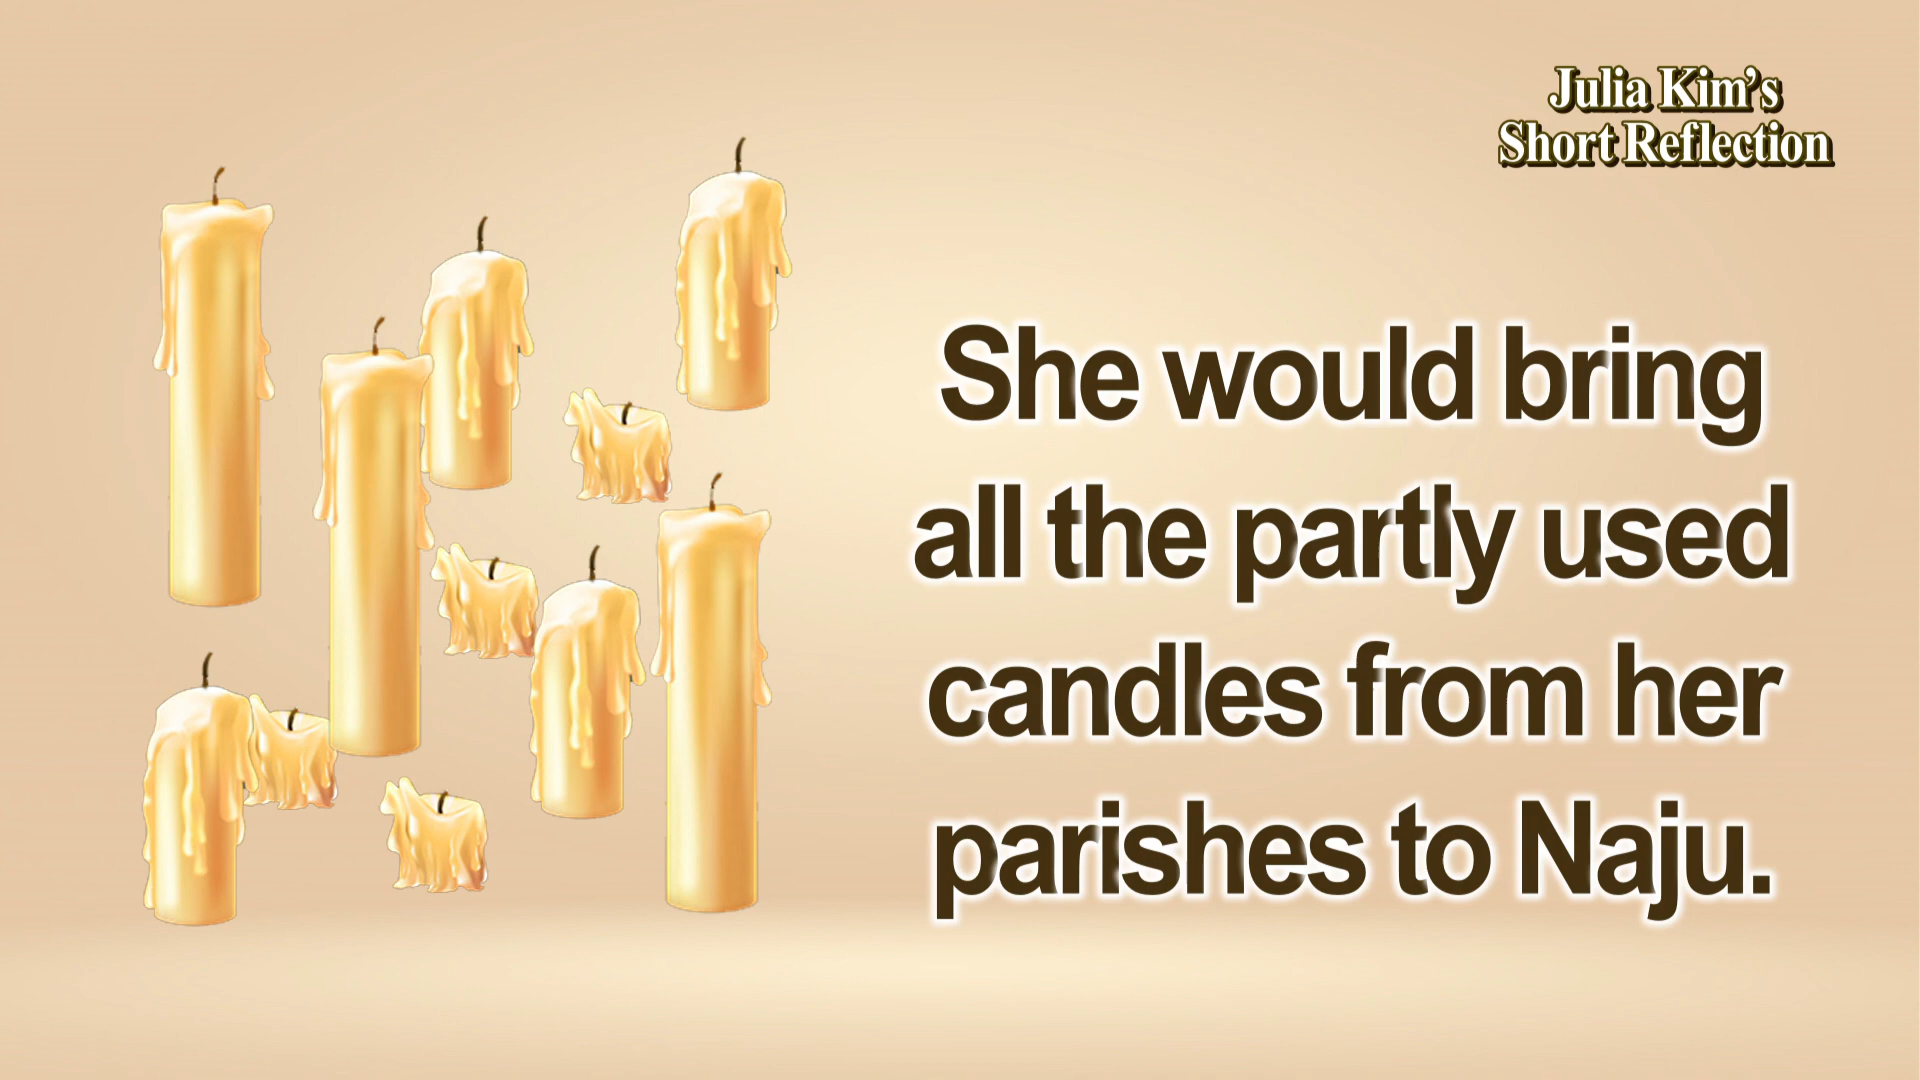 Julia Kim's
Short Reflection
She would bring
all the partly used
candles from her
parishes to Naju.